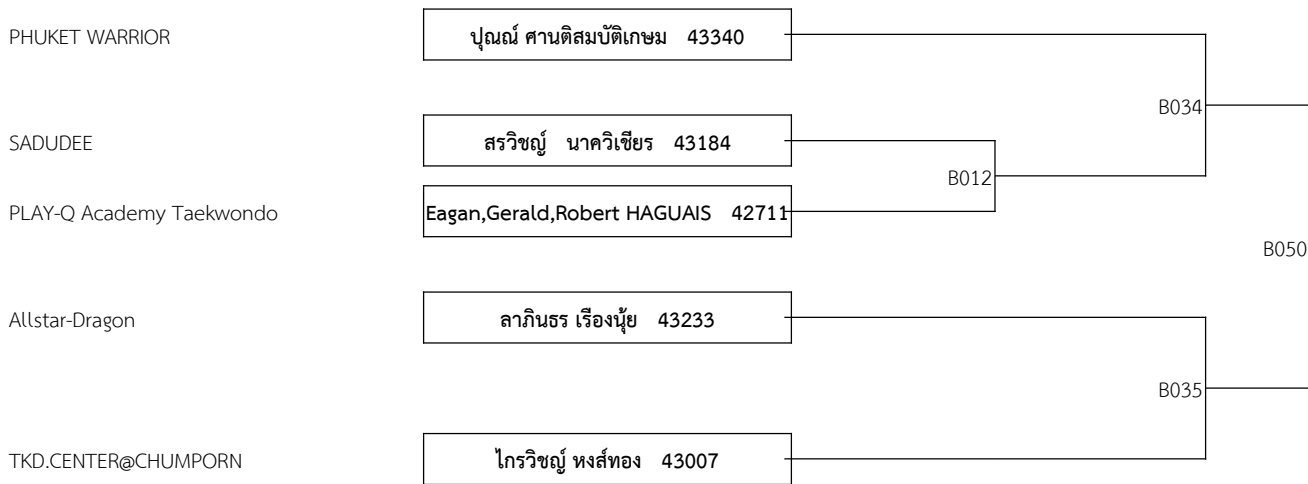 PHUKET WARRIOR
ปุณณ์ ศานติสมบัติเกษม 43340
B034
SADUDEE
สรวิชญ์ นาควิเชียร 43184
B012
PLAY-Q Academy Taekwondo
Eagan,Gerald,Robert HAGUAIS 42711
B050
Allstar-Dragon
ลาภินธร เรืองนุ้ย 43233
B035
TKD.CENTER@CHUMPORN
ไกรวิชญ์ หงส์ทอง 43007